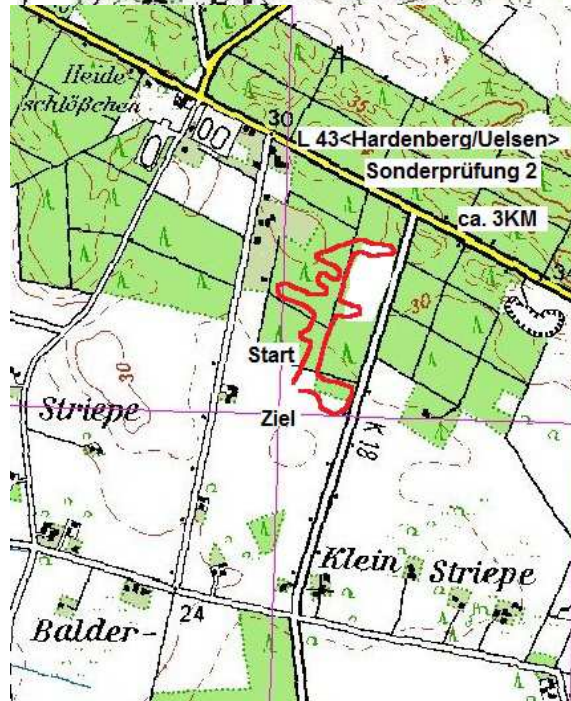 Heide
schlößchen
30
L 43<Hardenberg/Uelsen>
Sonderprüfung 2
ca. 3KM
35
30
30
Start
Striepe
Ziel
K 18
Klein Striepe
24
Balder-